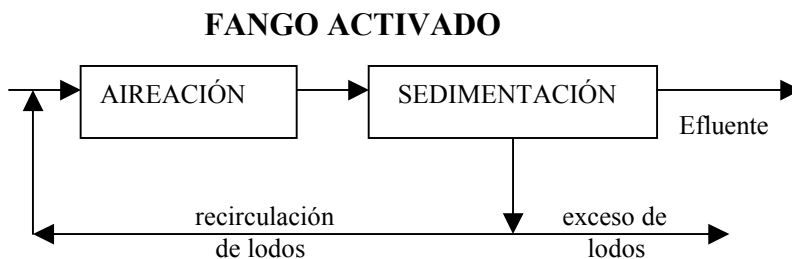 FANGO ACTIVADO
AIREACIÓN
SEDIMENTACIÓN
Efluente
recirculación
de lodos
exceso de
lodos